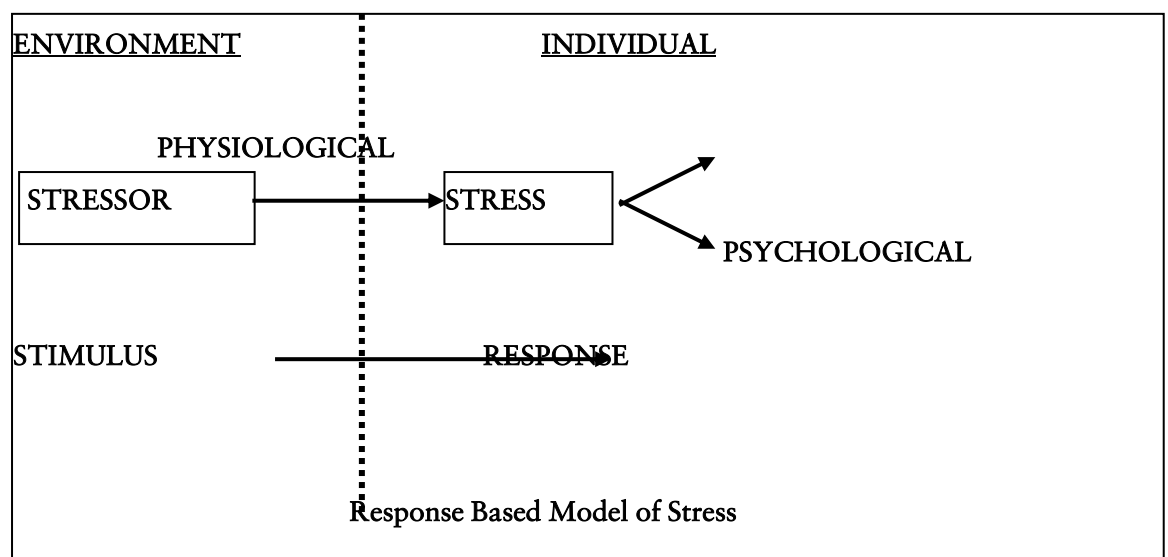 ENVIRONMENT INDIVIDUAL
PHYSIOLOGICAL
STRESSOR STRESS
PSYCHOLOGICAL
STIMULUS RESPONSE
Response Based Model of Stress